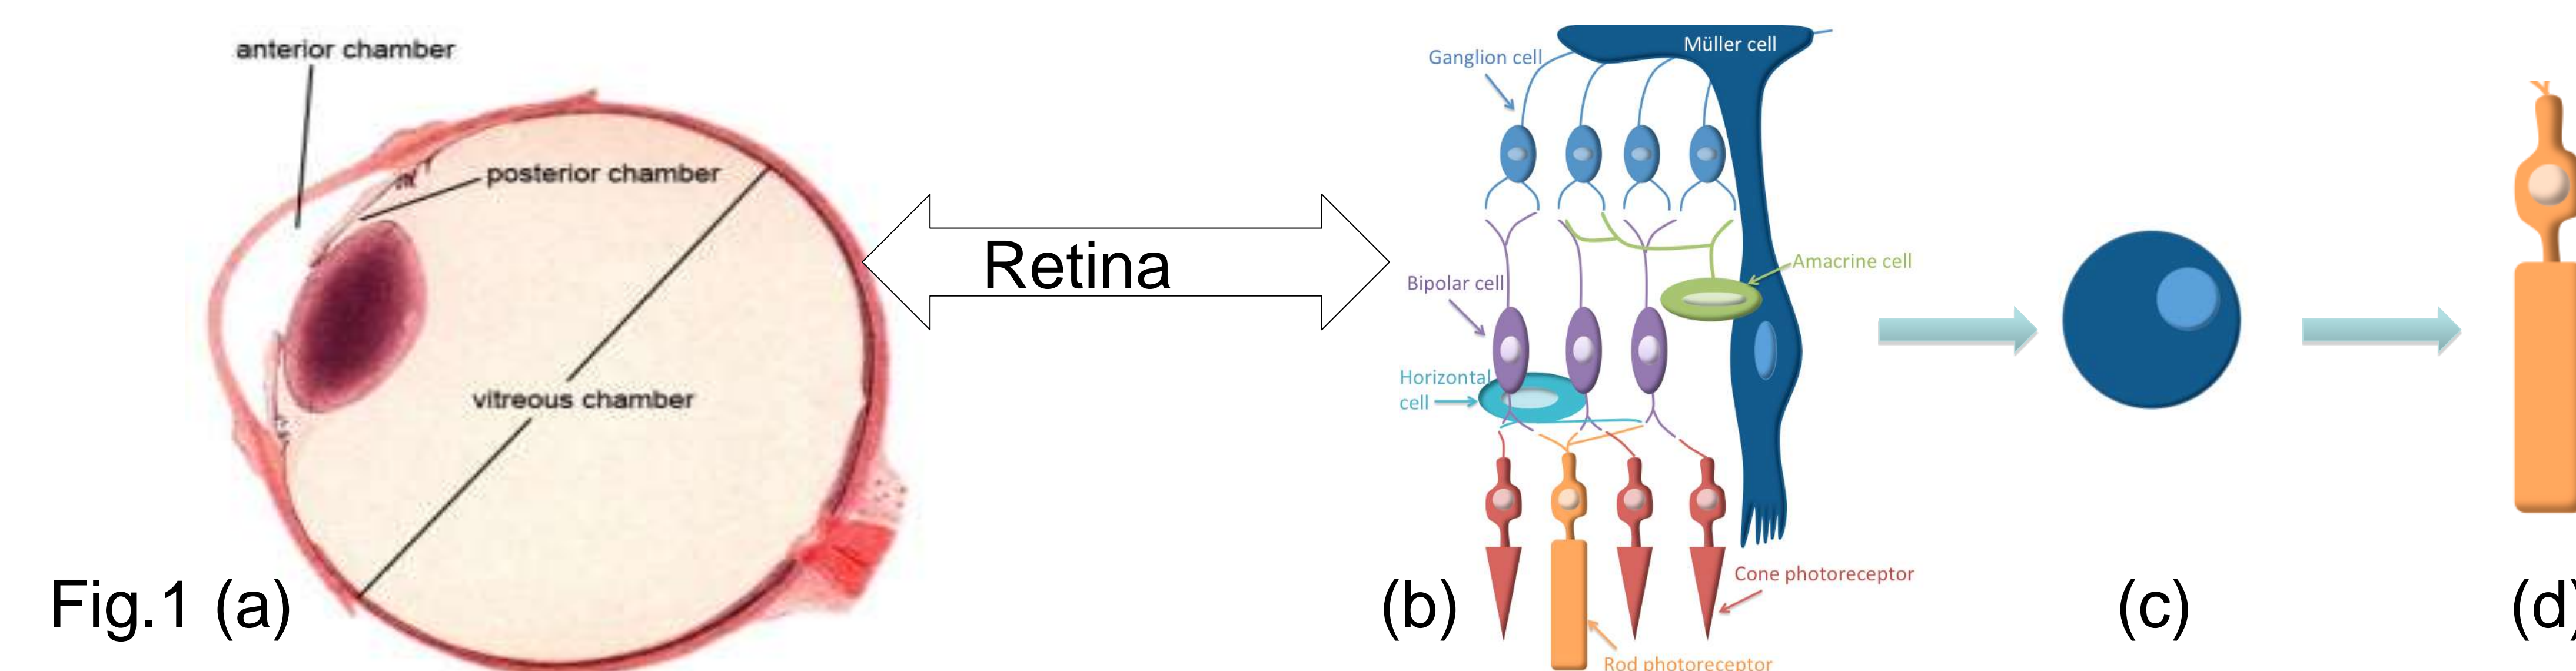 anterior chamber
posterior chamber
vitreous chamber
Fig.1 (a)
Retina
Müller cell
Ganglion cell
Amacrine cell
Bipolar cell
Horizontal
cell
Cone photoreceptor
Rod photoreceptor
(b)
(c)
(d)